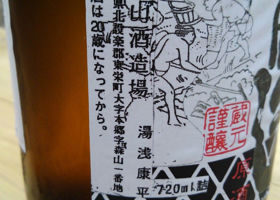 蔵元
謹醸
720ml詰
山酒造場 湯浅康平
県北設楽郡東栄町大字本郷字森山一番地
酒は20歳になってから。